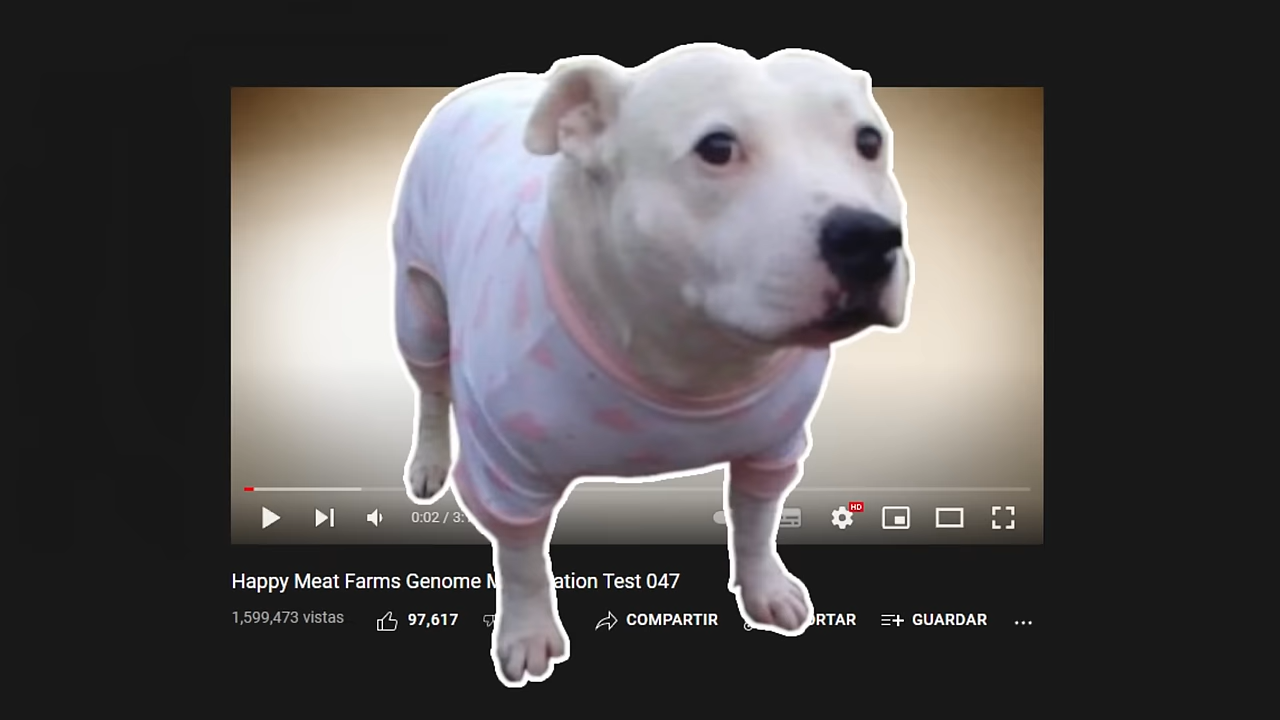 0:02 / 3:
HD
Happy Meat Farms Genome M ation Test 047
1,599,473 vistas 97,617 COMPARTIR RTAR GUARDAR